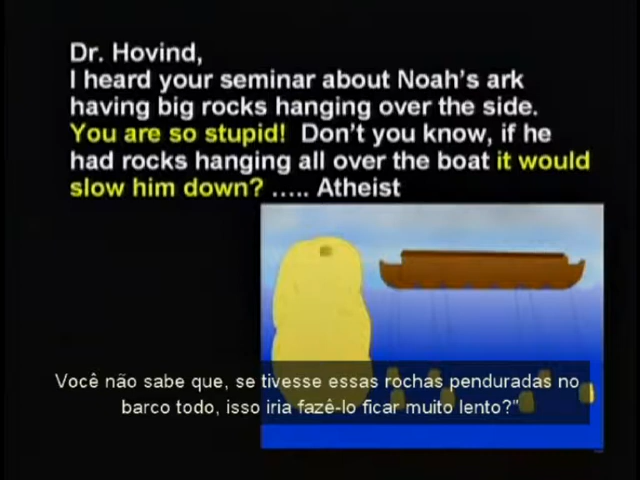 Dr. Hovind,
I heard your seminar about Noah's ark
having big rocks hanging over the side.
You are so stupid! Don't you know, if he
had rocks hanging all over the boat it would
slow him down? ..... Atheist
Você não sabe que, se tivesse essas rochas penduradas no
barco todo, isso iria fazê-lo ficar muito lento?"